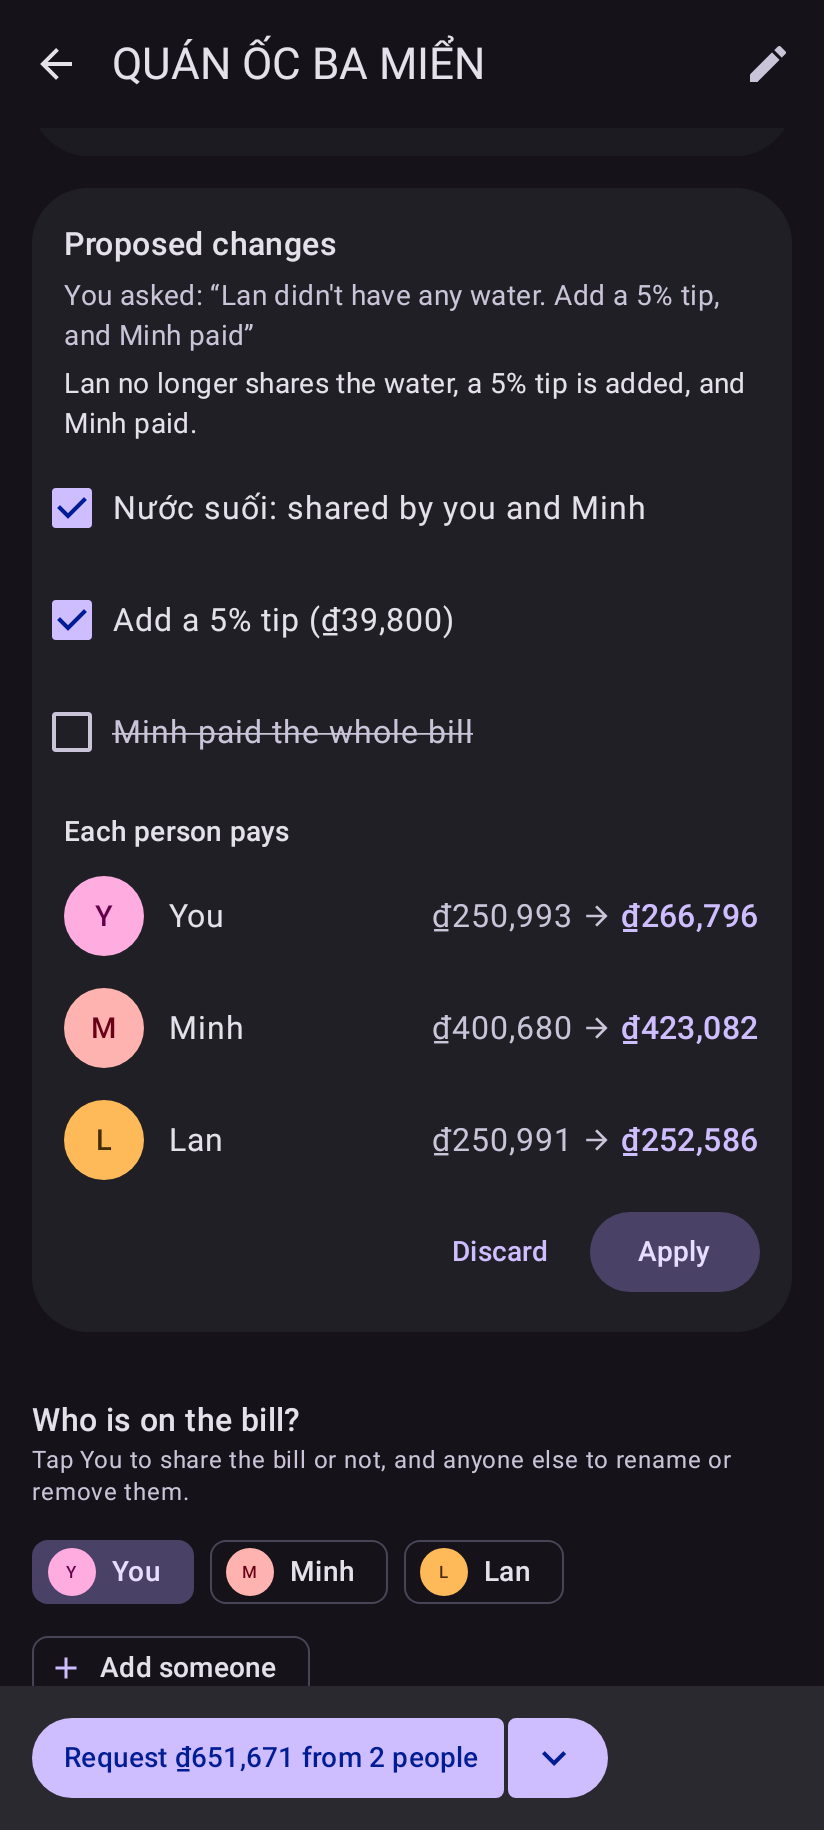 QUÁN ỐC BA MIỂN
Proposed changes
You asked: “Lan didn't have any water. Add a 5% tip,
and Minh paid”
Lan no longer shares the water, a 5% tip is added, and
Minh paid.
Nước suối: shared by you and Minh
Add a 5% tip (₫39,800)
Minh paid the whole bill
Each person pays
Y You ₫250,993 → ₫266,796
M Minh ₫400,680 → ₫423,082
L Lan ₫250,991 → ₫252,586
Discard Apply
Who is on the bill?
Tap You to share the bill or not, and anyone else to rename or
remove them.
Y You M Minh L Lan
+ Add someone
Request ₫651,671 from 2 people